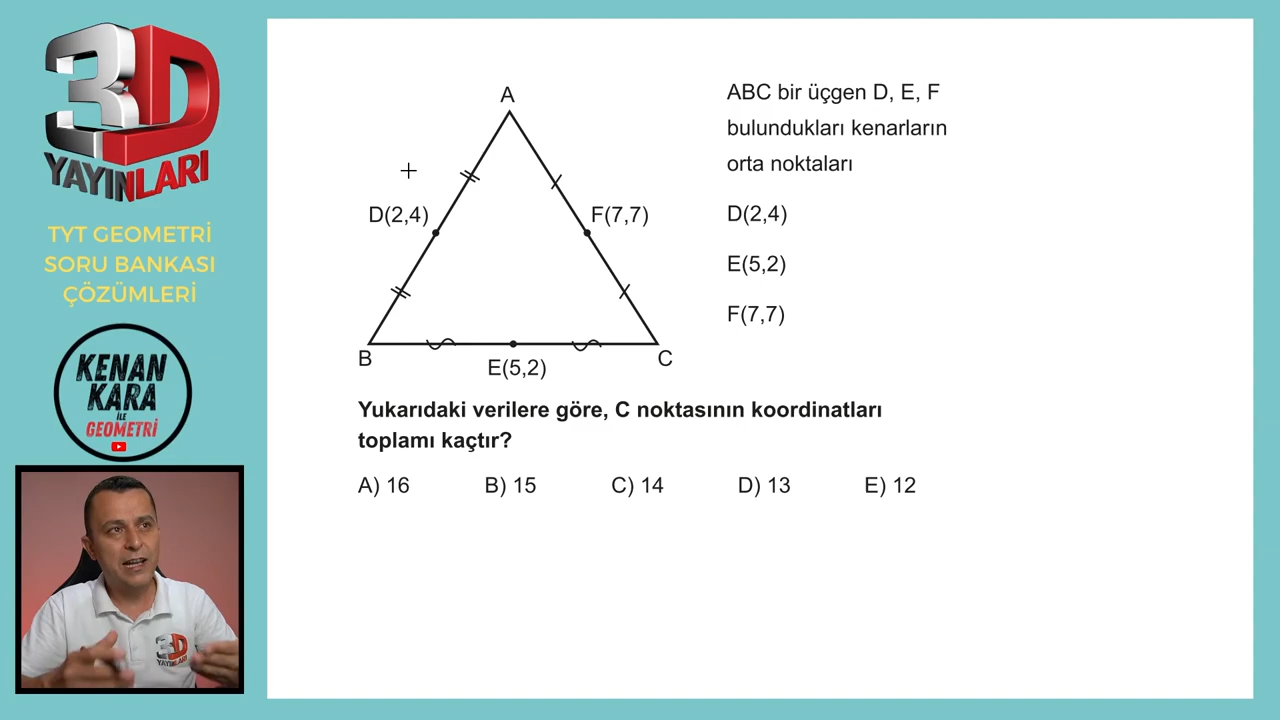 3D
YAYINLARI
TYT GEOMETRİ
SORU BANKASI
ÇÖZÜMLERİ
KENAN
KARA
İLE
GEOMETRİ
3D
YAYINLARI
A
D(2,4)
F(7,7)
B
E(5,2)
C
ABC bir üçgen D, E, F
bulundukları kenarların
orta noktaları
D(2,4)
E(5,2)
F(7,7)
Yukarıdaki verilere göre, C noktasının koordinatları
toplamı kaçtır?
A) 16 B) 15 C) 14 D) 13 E) 12